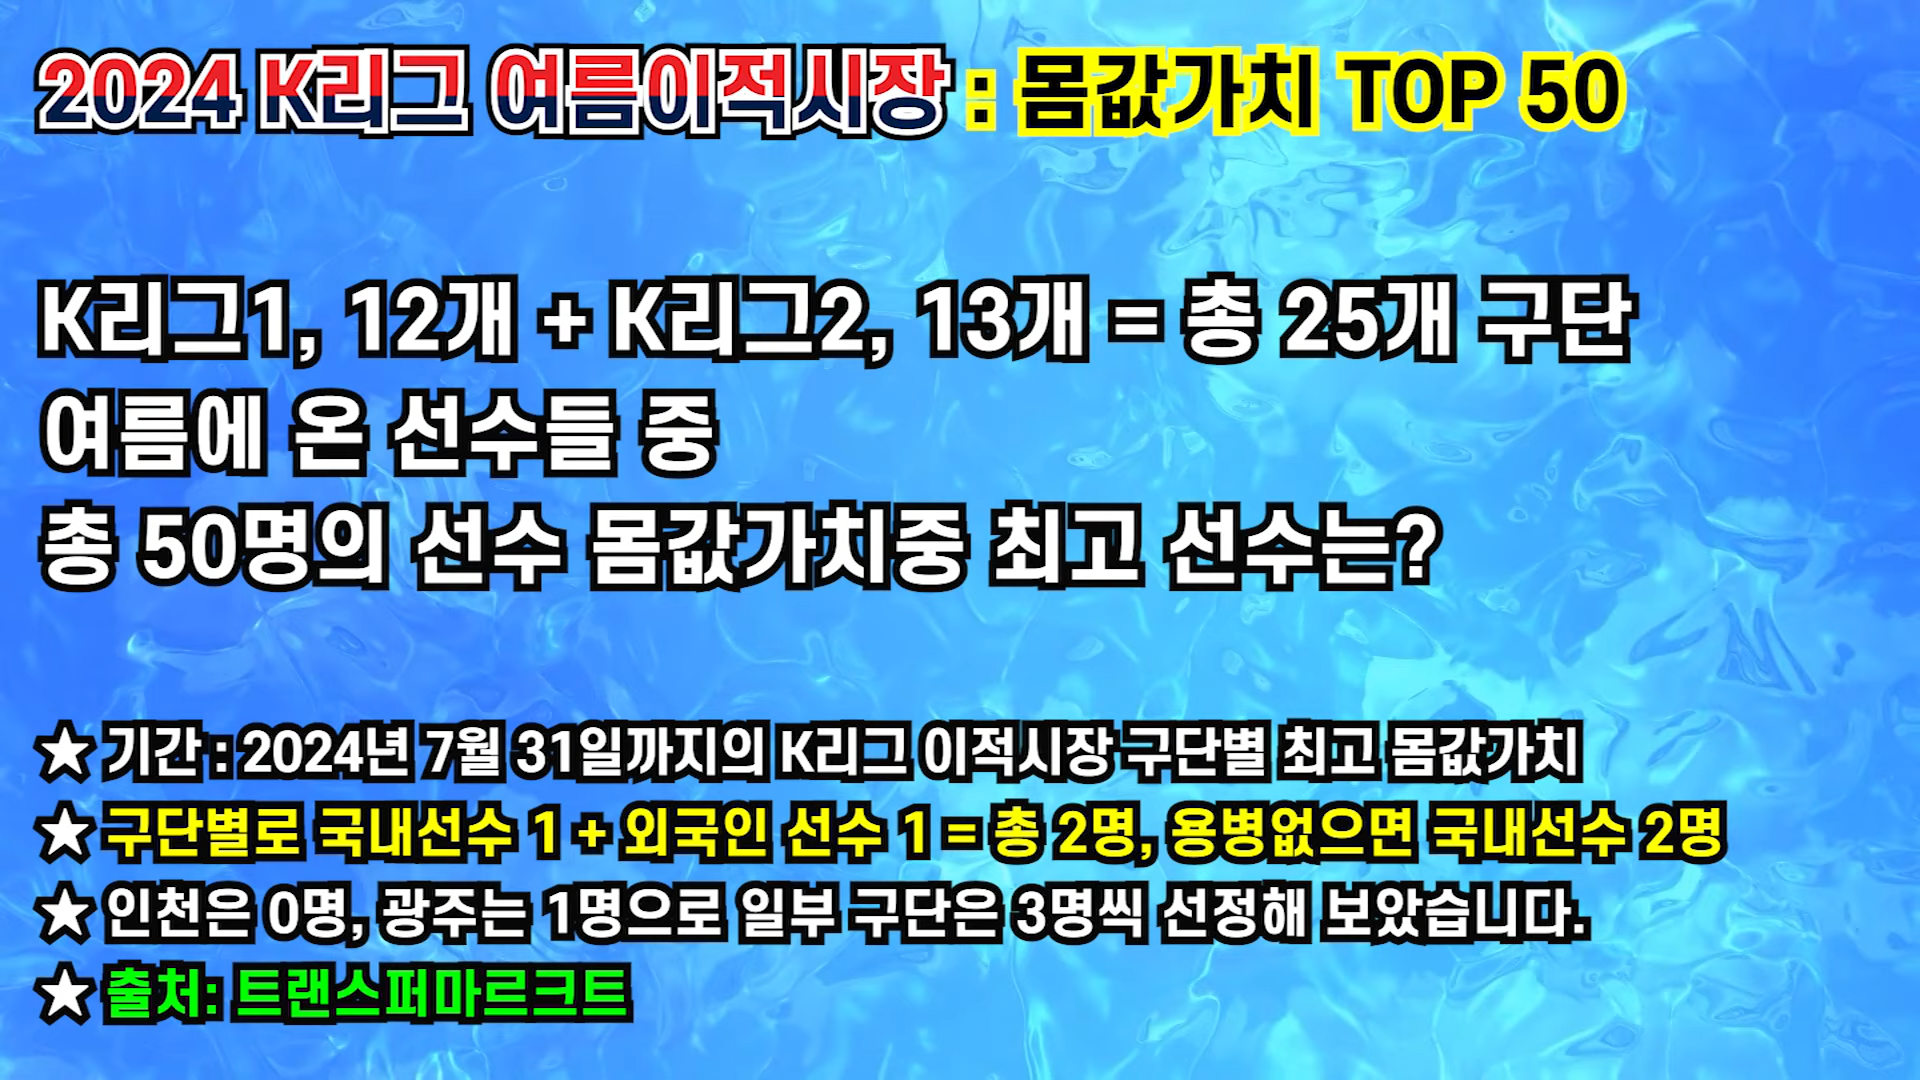 2024 K리그 여름이적시장 : 몸값가치 TOP 50
K리그1, 12개 + K리그2, 13개 = 총 25개 구단
여름에 온 선수들 중
총 50명의 선수 몸값가치중 최고 선수는?
★ 기간 : 2024년 7월 31일까지의 K리그 이적시장 구단별 최고 몸값가치
★ 구단별로 국내선수 1 + 외국인 선수 1 = 총 2명, 용병없으면 국내선수 2명
★ 인천은 0명, 광주는 1명으로 일부 구단은 3명씩 선정해 보았습니다.
★ 출처: 트랜스퍼마르크트